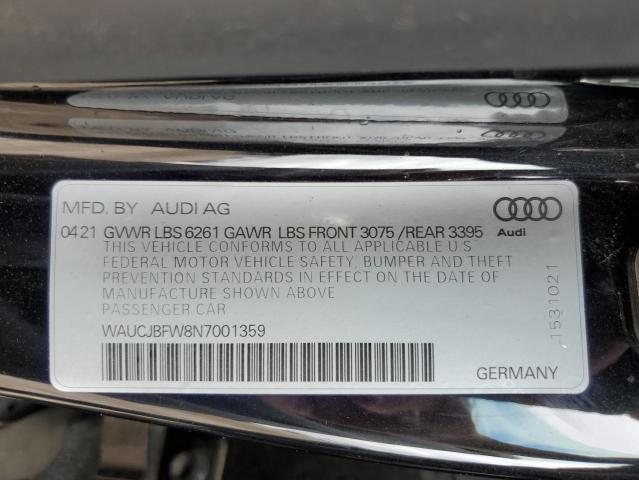 MFD. BY AUDI AG
0421 GVWR LBS 6261 GAWR LBS FRONT 3075 /REAR 3395
THIS VEHICLE CONFORMS TO ALL APPLICABLE U S
FEDERAL MOTOR VEHICLE SAFETY, BUMPER AND THEFT
PREVENTION STANDARDS IN EFFECT ON THE DATE OF
MANUFACTURE SHOWN ABOVE
PASSENGER CAR
WAUCJBFW8N7001359
Audi
1531021
GERMANY